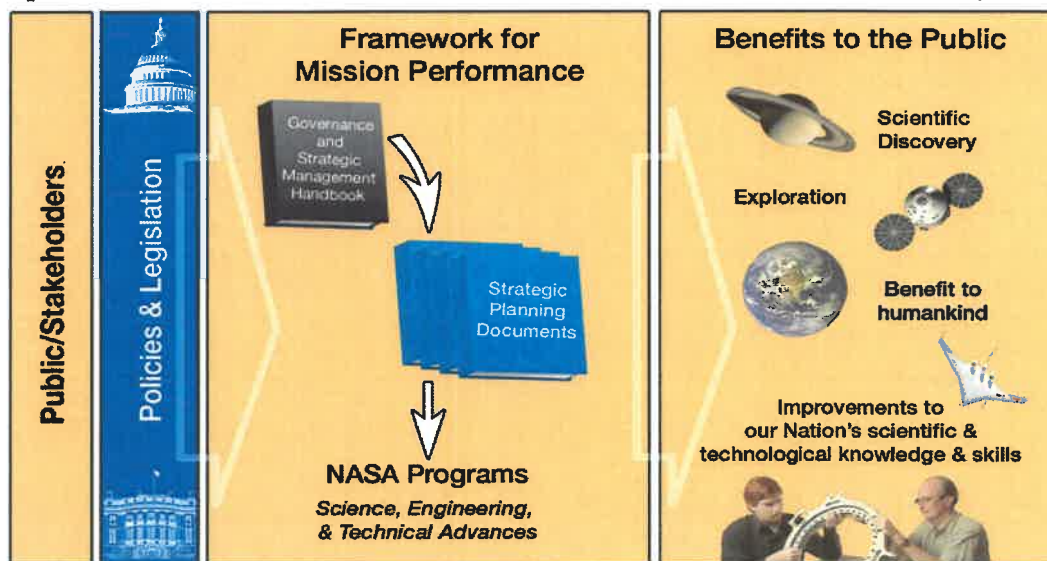 Public/Stakeholders.
Policies & Legislation
Framework for
Mission Performance
Governance
and
Strategic
Management
Handbook
Strategic
Planning
Documents
NASA Programs
Science, Engineering,
& Technical Advances
Benefits to the Public
Scientific
Discovery
Exploration
Benefit to
humankind
Improvements to
our Nation's scientific &
technological knowledge & skills